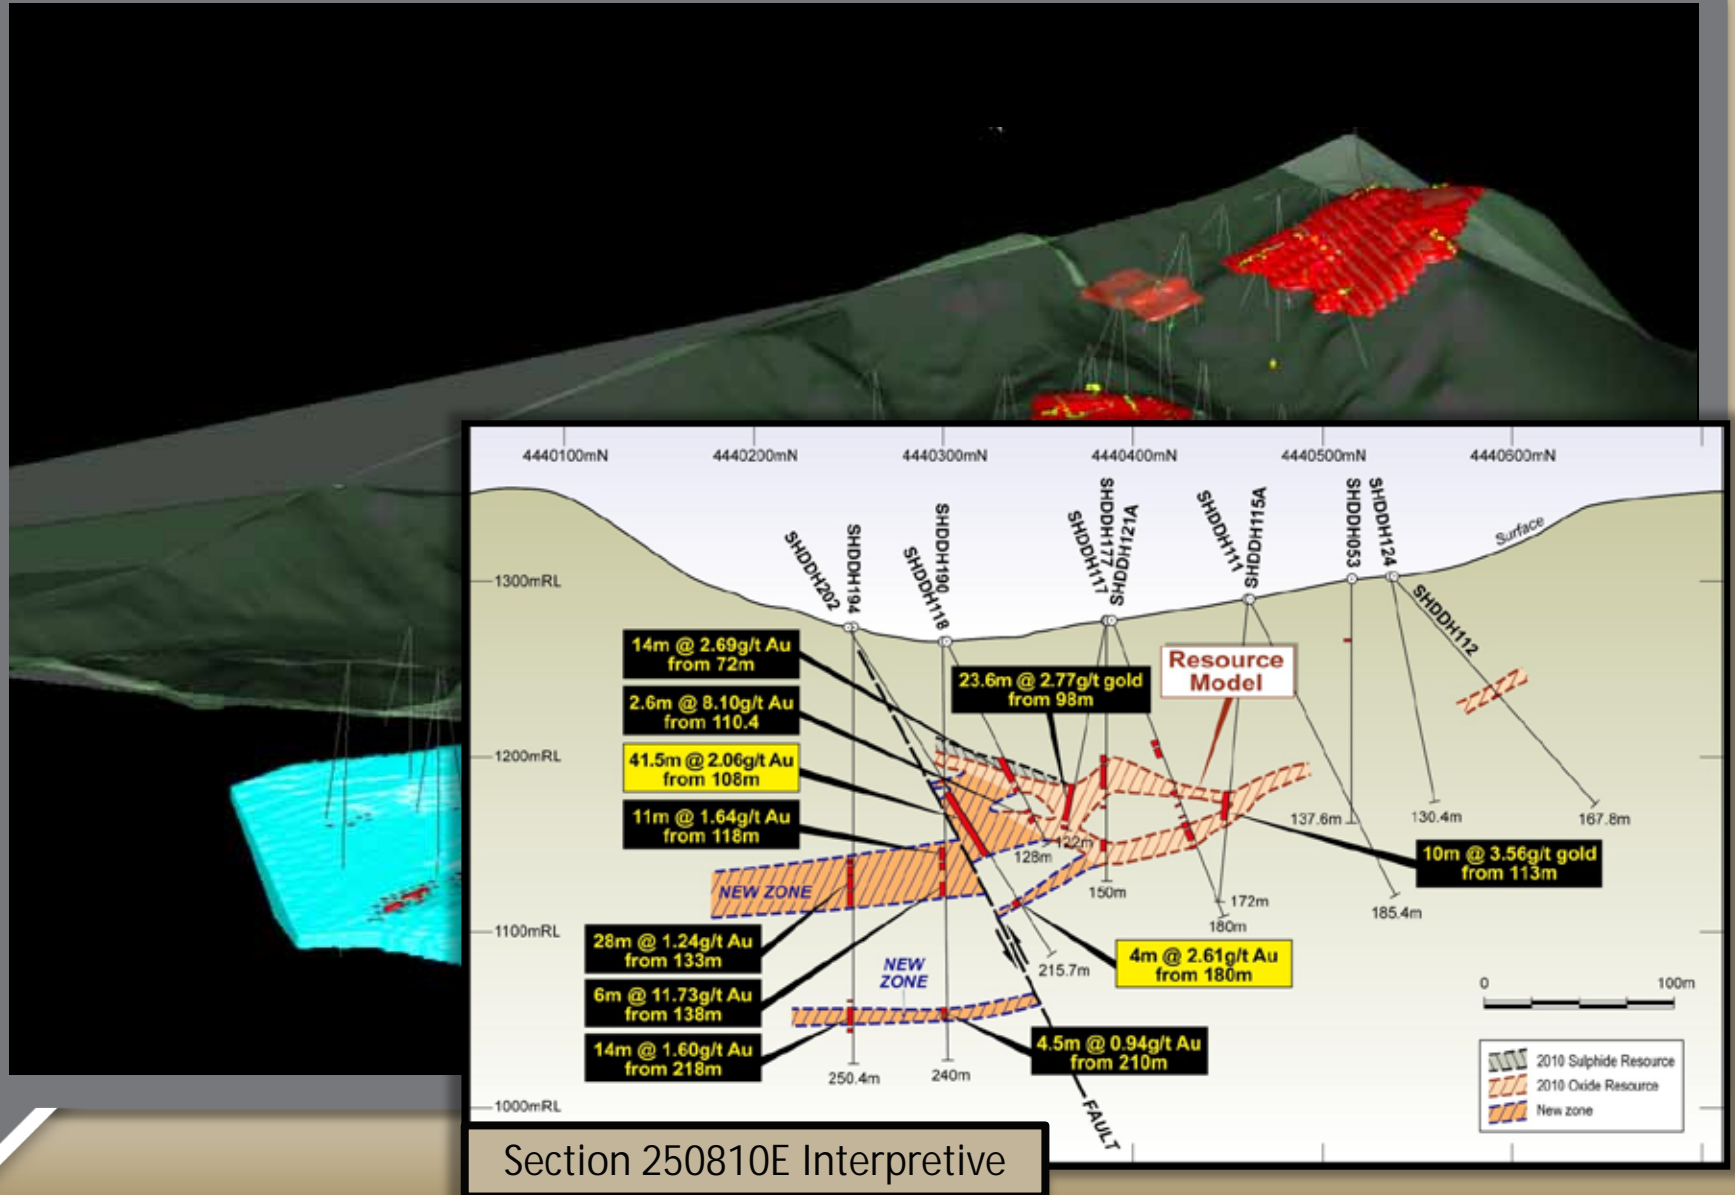 4440100mN
4440200mN
4440300mN
4440400mN
4440500mN
4440600mN
SHDDH202
SHDDH194
SHDDH118
SHDDH190
SHDDH117
SHDDH177
SHDDH121A
SHDDH111
SHDDH115A
SHDDH053
SHDDH124
SHDDH112
Surface
1300mRL
1200mRL
1100mRL
1000mRL
14m @ 2.69g/t Au
from 72m
2.6m @ 8.10g/t Au
from 110.4
41.5m @ 2.06g/t Au
from 108m
11m @ 1.64g/t Au
from 118m
23.6m @ 2.77g/t gold
from 98m
Resource
Model
10m @ 3.56g/t gold
from 113m
NEW ZONE
28m @ 1.24g/t Au
from 133m
6m @ 11.73g/t Au
from 138m
14m @ 1.60g/t Au
from 218m
NEW
ZONE
4m @ 2.61g/t Au
from 180m
4.5m @ 0.94g/t Au
from 210m
128m
122m
150m
172m
180m
215.7m
137.6m
130.4m
167.8m
185.4m
250.4m
240m
FAULT
0
100m
2010 Sulphide Resource
2010 Oxide Resource
New zone
Section 250810E Interpretive